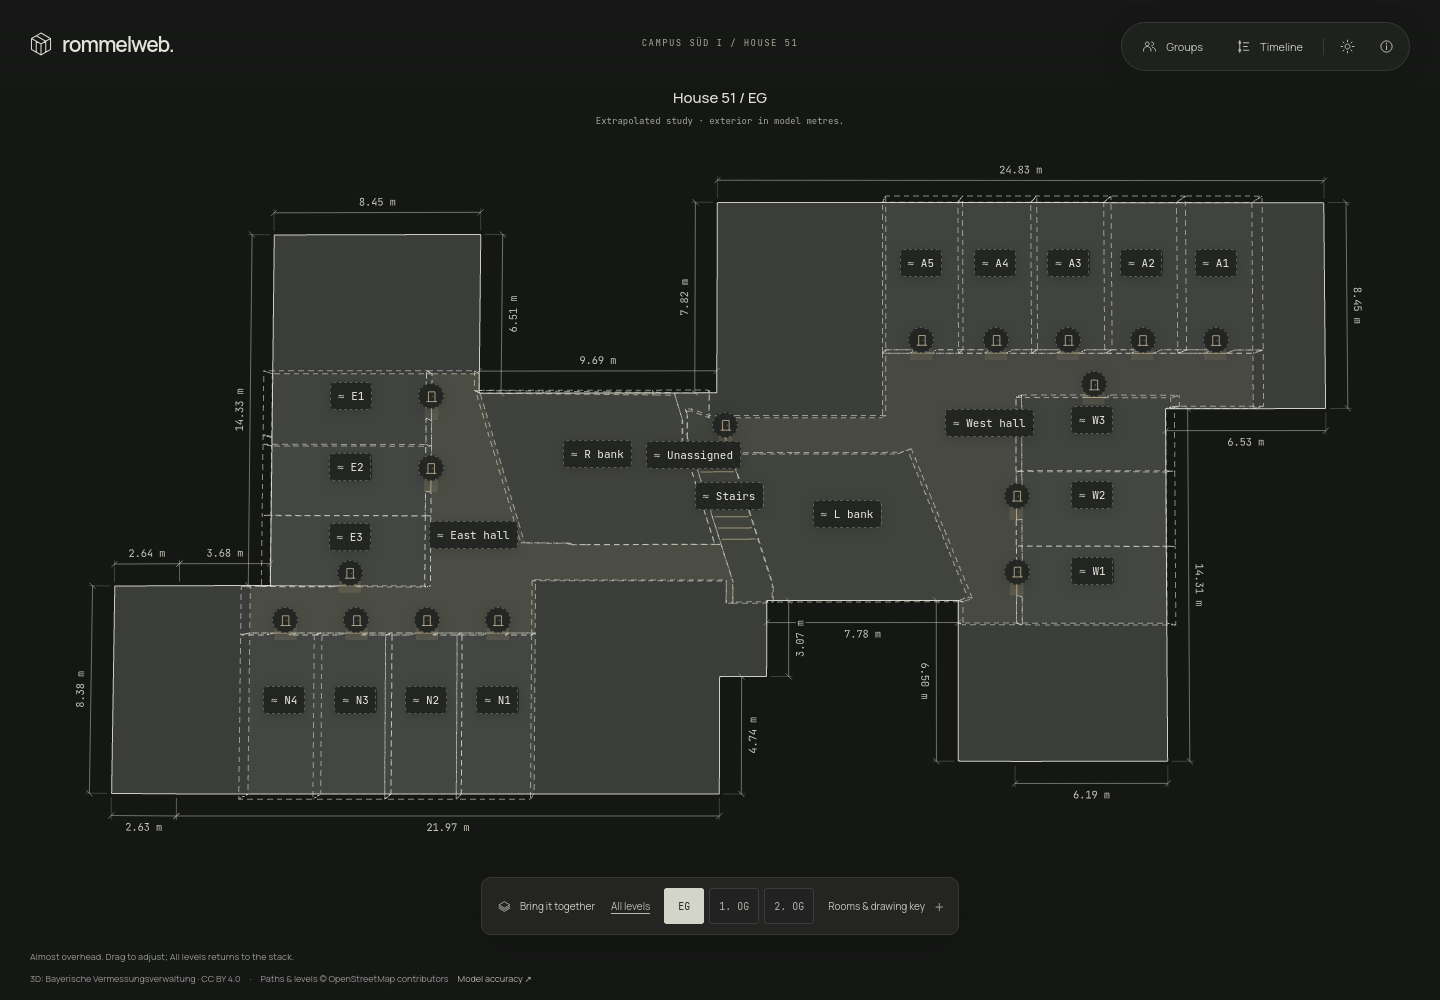 rommelweb.
CAMPUS SÜD I / HOUSE 51
Groups
Timeline
House 51 / EG
Extrapolated study · exterior in model metres.
24.83 m
8.45 m
6.51 m
7.82 m
8.45 m
9.69 m
14.33 m
≈ A5
≈ A4
≈ A3
≈ A2
≈ A1
≈ E1
≈ E2
≈ E3
≈ East hall
≈ R bank
≈ Unassigned
≈ Stairs
≈ L bank
≈ West hall
≈ W3
≈ W2
≈ W1
6.53 m
2.64 m
3.68 m
14.31 m
3.07 m
7.78 m
6.50 m
8.38 m
≈ N4
≈ N3
≈ N2
≈ N1
4.74 m
6.19 m
2.63 m
21.97 m
Bring it together
All levels
EG
1. OG
2. OG
Rooms & drawing key +
Almost overhead. Drag to adjust; All levels returns to the stack.
3D: Bayerische Vermessungsverwaltung · CC BY 4.0 · Paths & levels © OpenStreetMap contributors Model accuracy ↗